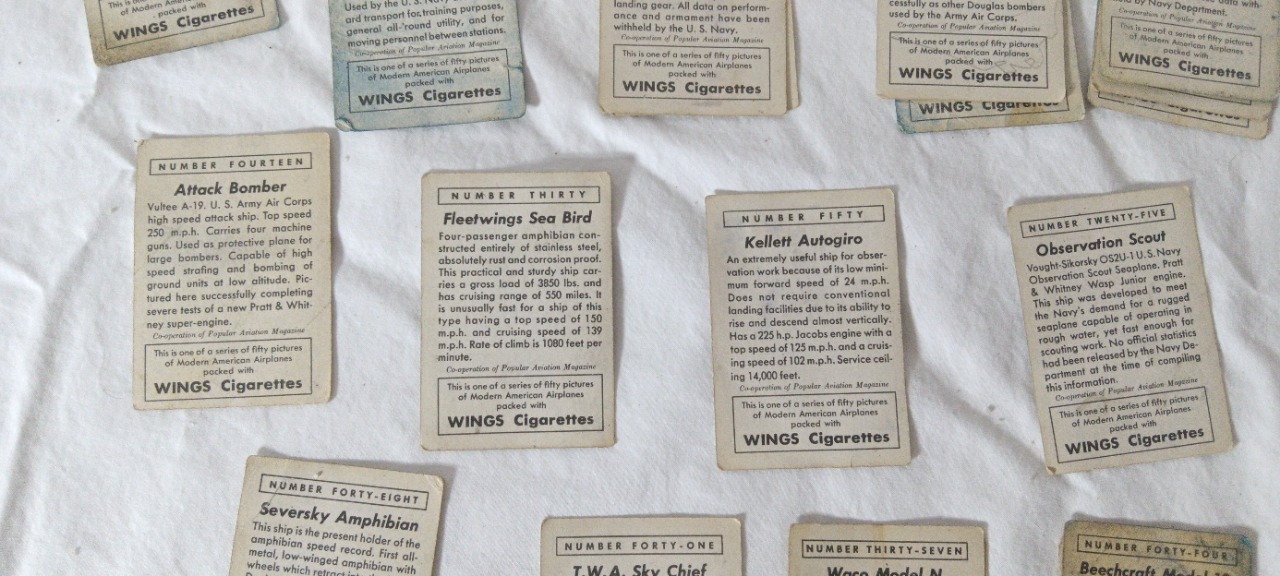 packed with
WINGS Cigarettes
Used by the U. S. Navy
ard transport for training purposes,
general all-'round utility, and for
moving personnel between stations.
Co-operation of Popular Aviation Magazine
This is one of a series of fifty pictures
of Modern American Airplanes
packed with
WINGS Cigarettes
landing gear. All data on perform-
ance and armament have been
withheld by the U. S. Navy.
Co-operation of Popular Aviation Magazine
This is one of a series of fifty pictures
of Modern American Airplanes
packed with
WINGS Cigarettes
cessfully as other Douglas bombers
used by the Army Air Corps.
Co-operation of Popular Aviation Magazine
This is one of a series of fifty pictures
of Modern American Airplanes
packed with
WINGS Cigarettes
WINGS Cigarettes
by Navy Department.
Co-operation of Popular Aviation Magazine
This is one of a series of fifty pictures
of Modern American Airplanes
packed with
WINGS Cigarettes
NUMBER FOURTEEN
Attack Bomber
Vultee A-19. U. S. Army Air Corps
high speed attack ship. Top speed
250 m.p.h. Carries four machine
guns. Used as protective plane for
large bombers. Capable of high
speed strafing and bombing of
ground units at low altitude. Pic-
tured here successfully completing
severe tests of a new Pratt & Whit-
ney super-engine.
Co-operation of Popular Aviation Magazine
This is one of a series of fifty pictures
of Modern American Airplanes
packed with
WINGS Cigarettes
NUMBER THIRTY
Fleetwings Sea Bird
Four-passenger amphibian con-
structed entirely of stainless steel,
absolutely rust and corrosion proof.
This practical and sturdy ship car-
ries a gross load of 3850 lbs. and
has cruising range of 550 miles. It
is unusually fast for a ship of this
type having a top speed of 150
m.p.h. and cruising speed of 139
m.p.h. Rate of climb is 1080 feet per
minute.
Co-operation of Popular Aviation Magazine
This is one of a series of fifty pictures
of Modern American Airplanes
packed with
WINGS Cigarettes
NUMBER FIFTY
Kellett Autogiro
An extremely useful ship for obser-
vation work because of its low mini-
mum forward speed of 24 m.p.h.
Does not require conventional
landing facilities due to its ability to
rise and descend almost vertically.
Has a 225 h.p. Jacobs engine with a
top speed of 125 m.p.h. and a cruis-
ing speed of 102 m.p.h. Service ceil-
ing 14,000 feet.
Co-operation of Popular Aviation Magazine
This is one of a series of fifty pictures
of Modern American Airplanes
packed with
WINGS Cigarettes
NUMBER TWENTY-FIVE
Observation Scout
Vought-Sikorsky OS2U-1 U. S. Navy
Observation Scout Seaplane. Pratt
& Whitney Wasp Junior engine.
This ship was developed to meet
the Navy's demand for a rugged
seaplane capable of operating in
rough water, yet fast enough for
scouting work. No official statistics
had been released by the Navy De-
partment at the time of compiling
this information.
Co-operation of Popular Aviation Magazine
This is one of a series of fifty pictures
of Modern American Airplanes
packed with
WINGS Cigarettes
NUMBER FORTY-EIGHT
Seversky Amphibian
This ship is the present holder of the
amphibian speed record. First all-
metal, low-winged amphibian with
wheels which retract
NUMBER FORTY-ONE
T.W.A. Sky Chief
NUMBER THIRTY-SEVEN
Waco Model N
NUMBER FORTY-FOUR
Beechcraft Model